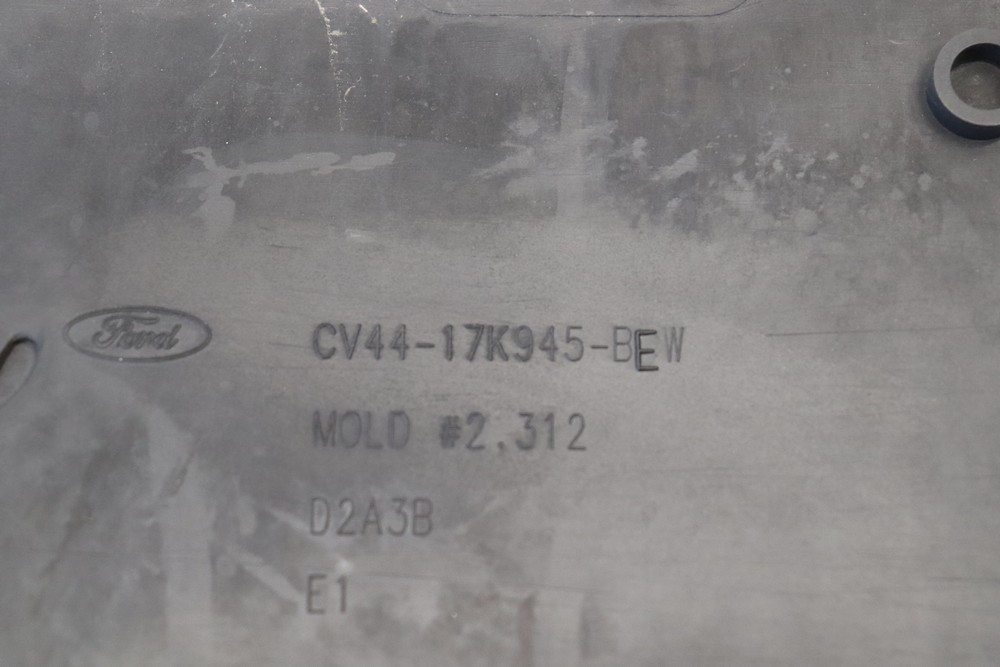 Ford
CV44-17K945-BEW
MOLD #2,312
D2A3B
E1